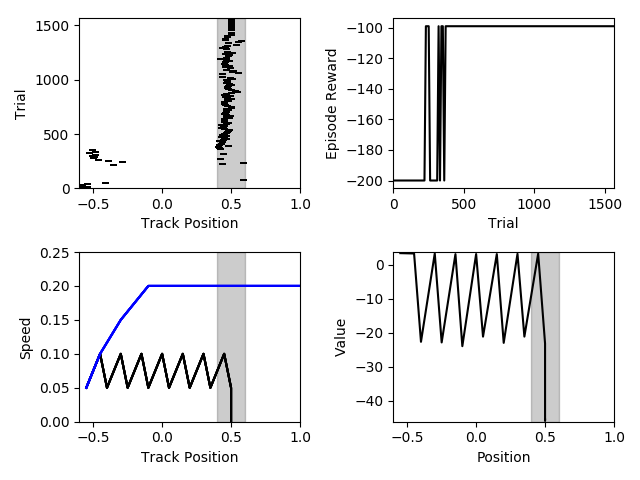 1500
1000
500
0
Trial
−0.5 0.0 0.5 1.0
Track Position
−100
−120
−140
−160
−180
−200
Episode Reward
0 500 1000 1500
Trial
0.25
0.20
0.15
0.10
0.05
0.00
Speed
−0.5 0.0 0.5 1.0
Track Position
0
−10
−20
−30
−40
Value
−0.5 0.0 0.5 1.0
Position